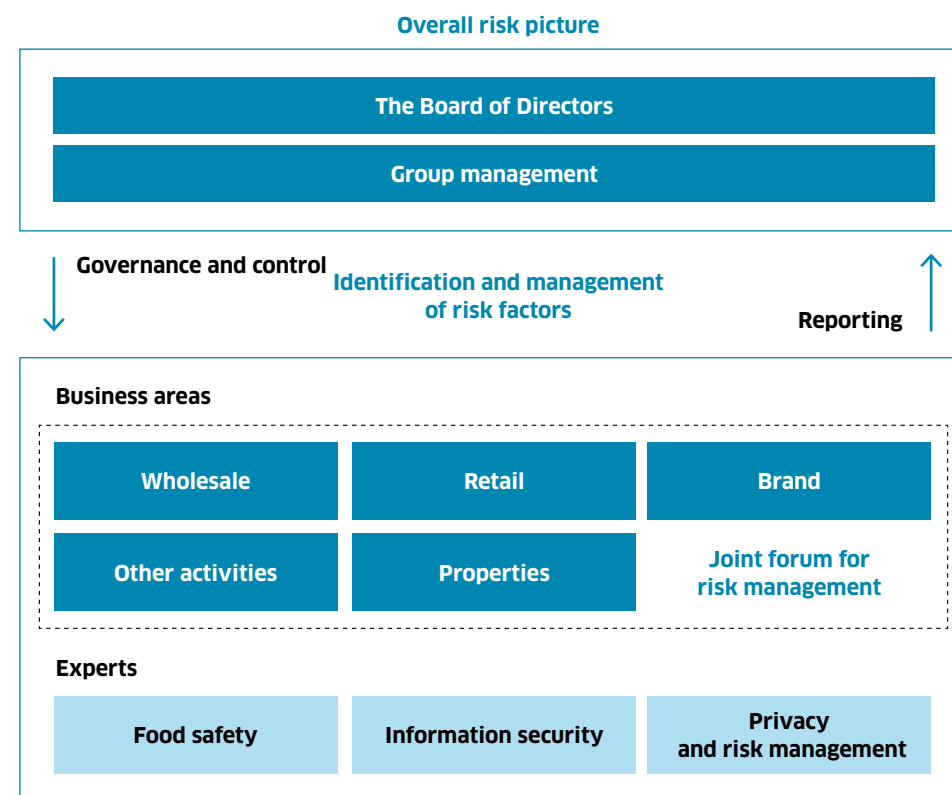 Overall risk picture
The Board of Directors
Group management
Governance and control
Identification and management
of risk factors
Reporting
Business areas
Wholesale
Retail
Brand
Other activities
Properties
Joint forum for
risk management
Experts
Food safety
Information security
Privacy
and risk management